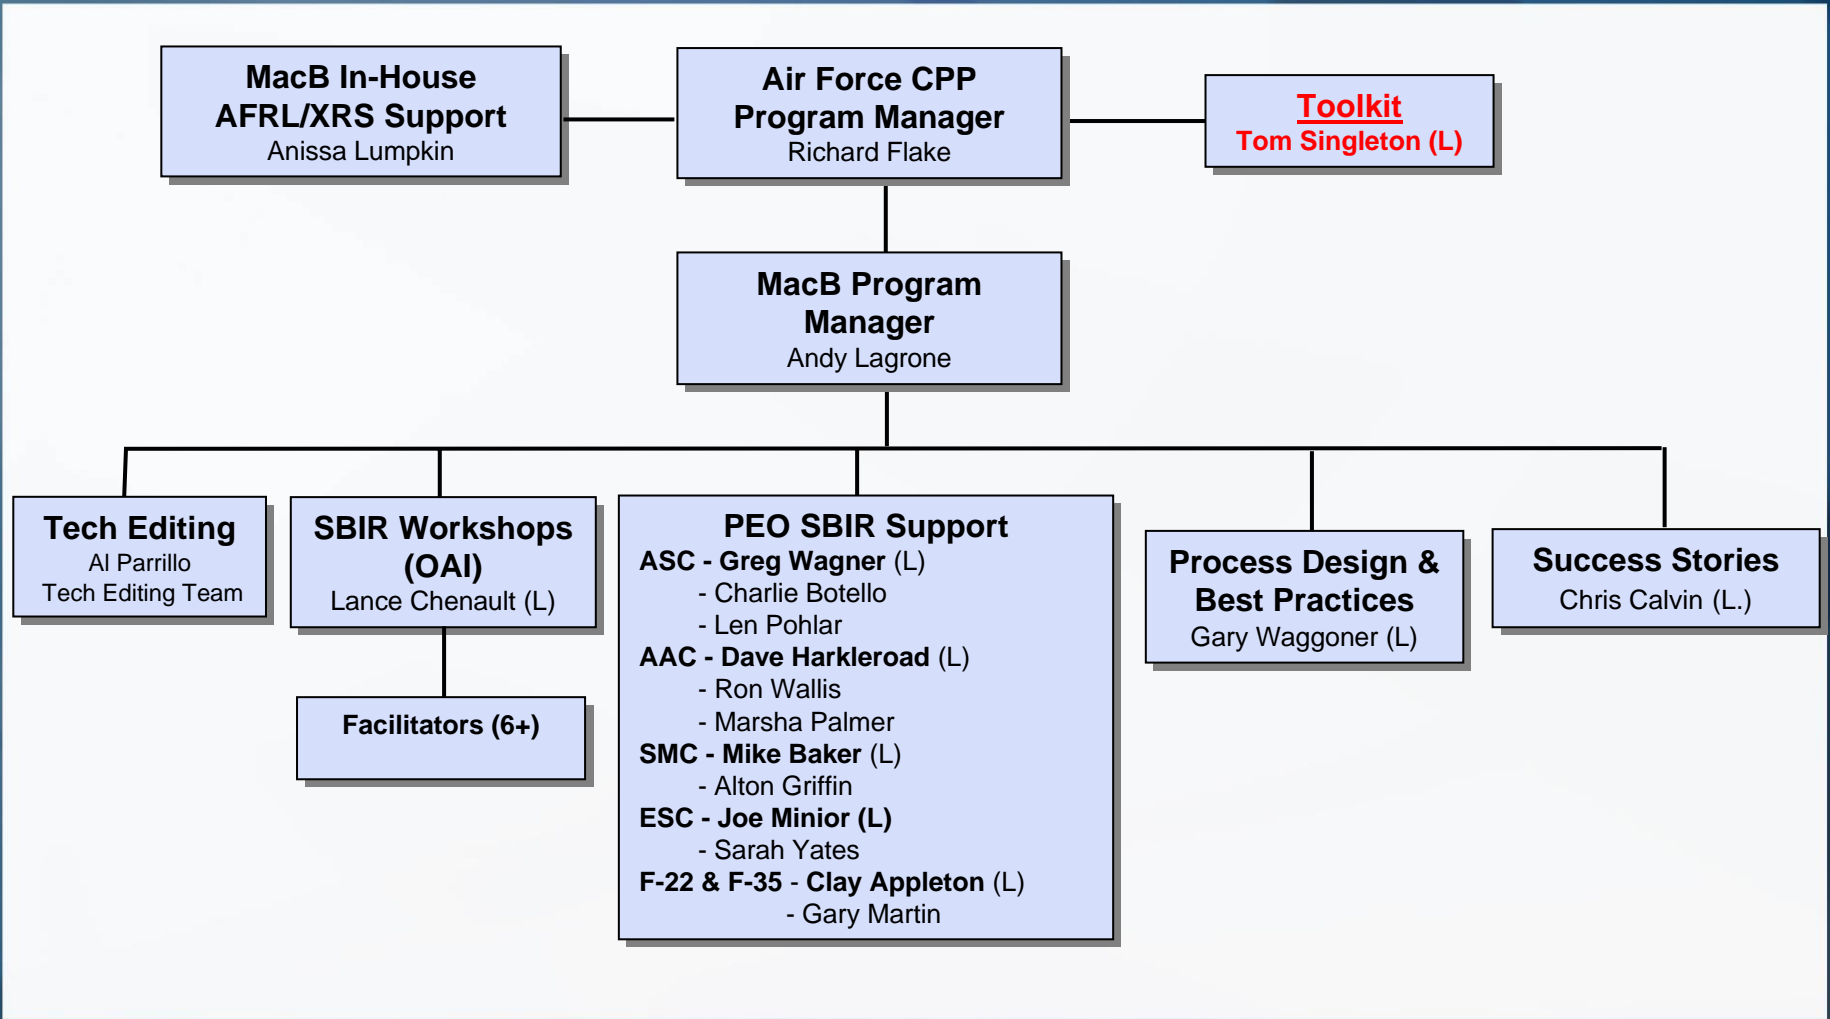 MacB In-House
AFRL/XRS Support
Anissa Lumpkin
Air Force CPP
Program Manager
Richard Flake
Toolkit
Tom Singleton (L)
MacB Program
Manager
Andy Lagrone
Tech Editing
Al Parrillo
Tech Editing Team
SBIR Workshops
(OAI)
Lance Chenault (L)
Facilitators (6+)
PEO SBIR Support
ASC - Greg Wagner (L)
- Charlie Botello
- Len Pohlar
AAC - Dave Harkleroad (L)
- Ron Wallis
- Marsha Palmer
SMC - Mike Baker (L)
- Alton Griffin
ESC - Joe Minior (L)
- Sarah Yates
F-22 & F-35 - Clay Appleton (L)
- Gary Martin
Process Design &
Best Practices
Gary Waggoner (L)
Success Stories
Chris Calvin (L.)